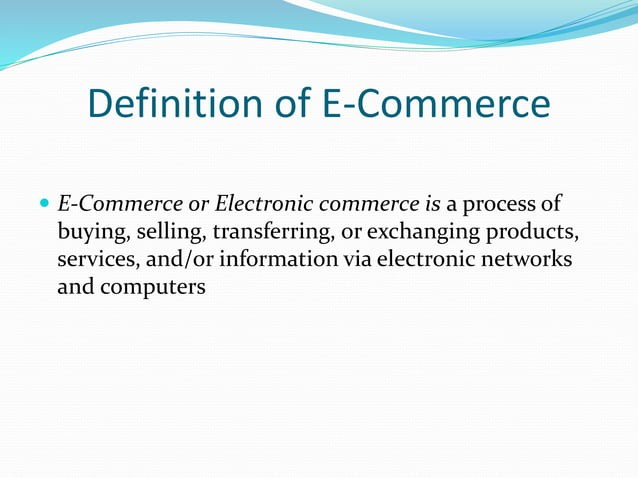 Definition of E-Commerce
E-Commerce or Electronic commerce is a process of
buying, selling, transferring, or exchanging products,
services, and/or information via electronic networks
and computers